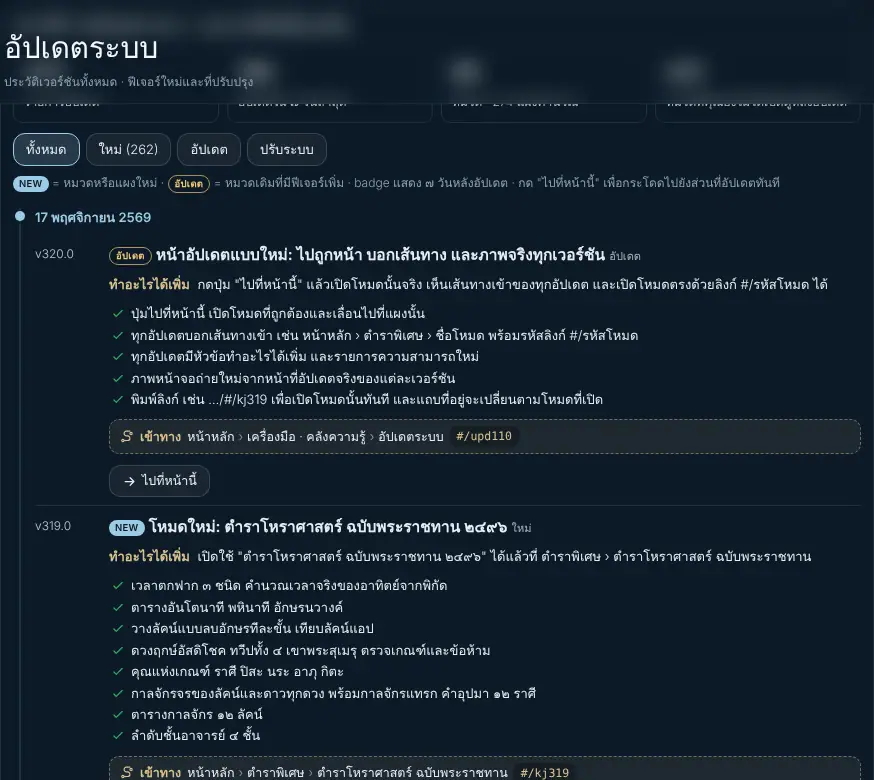 อัปเดตระบบ
ประวัติเวอร์ชันทั้งหมด · ฟีเจอร์ใหม่และที่ปรับปรุง
ทั้งหมด ใหม่ (262) อัปเดต ปรับระบบ
NEW = หมวดหรือแผงใหม่ · อัปเดต = หมวดเดิมที่มีฟีเจอร์เพิ่ม · badge แสดง ๗ วันหลังอัปเดต · กด "ไปที่หน้านี้" เพื่อกระโดดไปยังส่วนที่อัปเดตทันที
17 พฤศจิกายน 2569
v320.0 อัปเดต หน้าอัปเดตแบบใหม่: ไปถูกหน้า บอกเส้นทาง และภาพจริงทุกเวอร์ชัน อัปเดต
ทำอะไรได้เพิ่ม กดปุ่ม "ไปที่หน้านี้" แล้วเปิดโหมดนั้นจริง เห็นเส้นทางเข้าของทุกอัปเดต และเปิดโหมดตรงด้วยลิงก์ #/รหัสโหมด ได้
✓ ปุ่มไปที่หน้านี้ เปิดโหมดที่ถูกต้องและเลื่อนไปที่แผงนั้น
✓ ทุกอัปเดตบอกเส้นทางเข้า เช่น หน้าหลัก › ตำราพิเศษ › ชื่อโหมด พร้อมรหัสลิงก์ #/รหัสโหมด
✓ ทุกอัปเดตมีหัวข้อทำอะไรได้เพิ่ม และรายการความสามารถใหม่
✓ ภาพหน้าจอถ่ายใหม่จากหน้าที่อัปเดตจริงของแต่ละเวอร์ชัน
✓ พิมพ์ลิงก์ เช่น .../#/kj319 เพื่อเปิดโหมดนั้นทันที และแถบที่อยู่จะเปลี่ยนตามโหมดที่เปิด
เข้าทาง หน้าหลัก › เครื่องมือ · คลังความรู้ › อัปเดตระบบ #/upd110
→ ไปที่หน้านี้
v319.0 NEW โหมดใหม่: ตำราโหราศาสตร์ ฉบับพระราชทาน ๒๔๙๖ ใหม่
ทำอะไรได้เพิ่ม เปิดใช้ "ตำราโหราศาสตร์ ฉบับพระราชทาน ๒๔๙๖" ได้แล้วที่ ตำราพิเศษ › ตำราโหราศาสตร์ ฉบับพระราชทาน
✓ เวลาตกฟาก ๓ ชนิด คำนวณเวลาจริงของอาทิตย์จากพิกัด
✓ ตารางอันโตนาที พหินาที อักษรนวางค์
✓ วางลัคน์แบบลบอักษรทีละขั้น เทียบลัคน์แอป
✓ ดวงฤกษ์อัสดิโชค ทวีปทั้ง ๔ เขาพระสุเมรุ ตรวจเกณฑ์และข้อห้าม
✓ คุณแห่งเกณฑ์ ราศี ปิสะ นระ อาภุ กิตะ
✓ กาลจักรจรของลัคน์และดาวทุกดวง พร้อมกาลจักรแทรก คำอุปมา ๑๒ ราศี
✓ ตารางกาลจักร ๑๒ ลัคน์
✓ ลำดับชั้นอาจารย์ ๔ ชั้น
เข้าทาง หน้าหลัก › ตำราพิเศษ › ตำราโหราศาสตร์ ฉบับพระราชทาน #/kj319